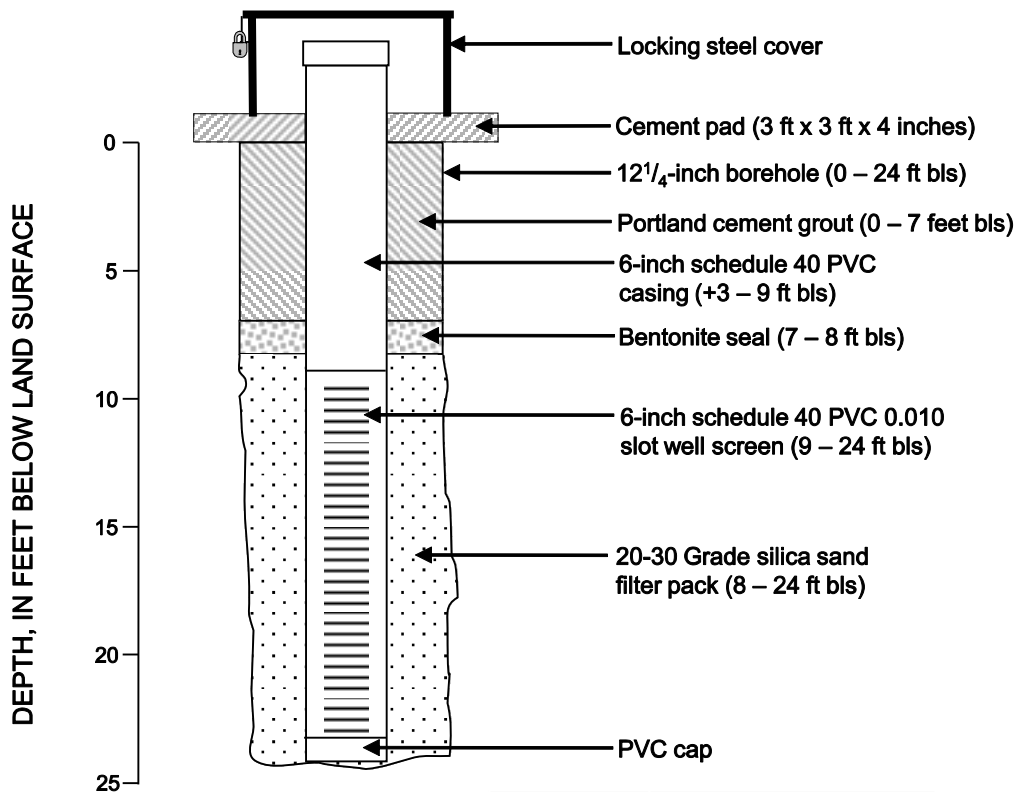 Locking steel cover
Cement pad (3 ft x 3 ft x 4 inches)
0
12¹/₄-inch borehole (0 – 24 ft bls)
Portland cement grout (0 – 7 feet bls)
5
6-inch schedule 40 PVC
casing (+3 – 9 ft bls)
Bentonite seal (7 – 8 ft bls)
10
6-inch schedule 40 PVC 0.010
slot well screen (9 – 24 ft bls)
15
20-30 Grade silica sand
filter pack (8 – 24 ft bls)
20
PVC cap
25
DEPTH, IN FEET BELOW LAND SURFACE